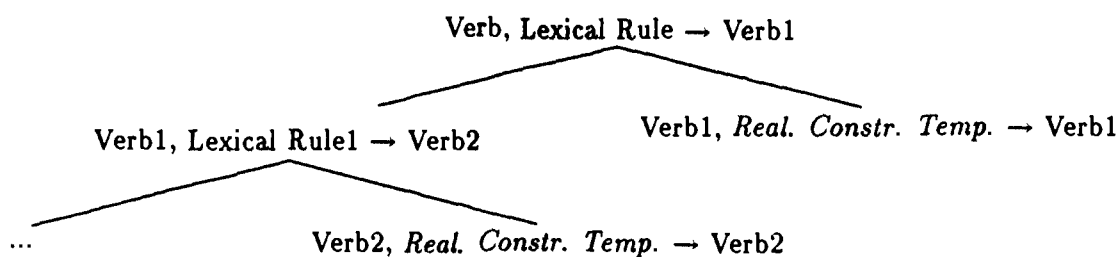 Verb, Lexical Rule → Verb1
Verb1, Real. Constr. Temp. → Verb1
Verb1, Lexical Rule1 → Verb2
...
Verb2, Real. Constr. Temp. → Verb2